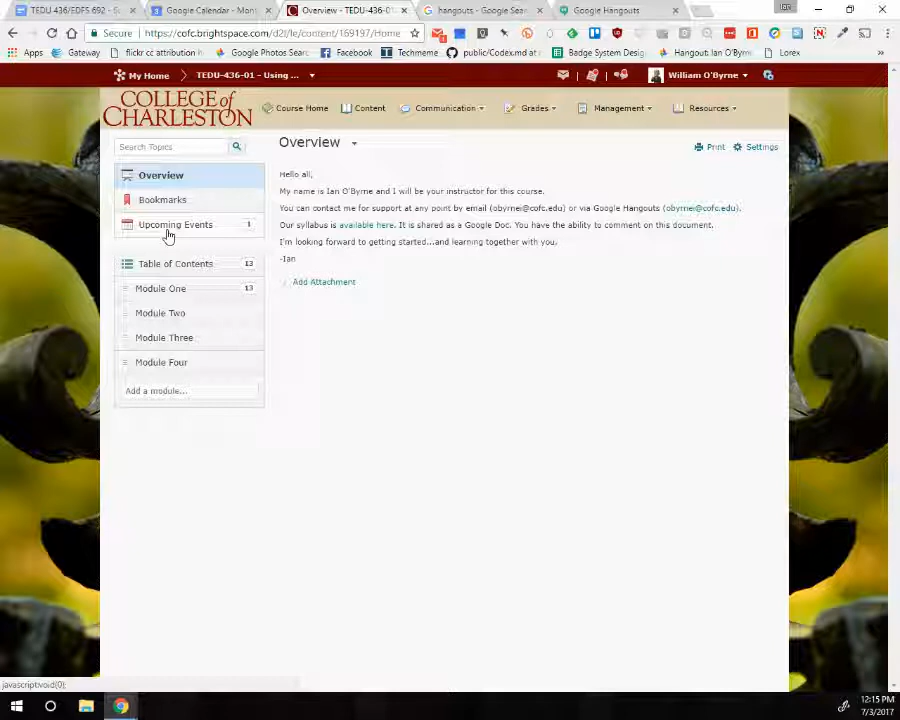 TEDU 436/EDFS 692 - S
Google Calendar - Mon
Overview - TEDU-436-01
hangouts - Google Sea
Google Hangouts
Secure
https://cofc.brightspace.com/d2l/le/content/169197/Home
Apps
Gateway
flickr cc attribution h
Google Photos Sear
Facebook
Techmeme
public/Codex.md at r
Badge System Design
Hangout Ian O'Byrne
Lorex
»
My Home
TEDU-436-01 - Using ...
William O'Byrne
COLLEGE of
CHARLESTON
Course Home
Content
Communication
Grades
Management
Resources
Search Topics
Overview
Print
Settings
Overview
Bookmarks
Upcoming Events
1
Table of Contents
13
Module One
13
Module Two
Module Three
Module Four
Add a module...
Hello all,
My name is Ian O'Byrne and I will be your instructor for this course.
You can contact me for support at any point by email (obyrnei@cofc.edu) or via Google Hangouts (obyrnei@cofc.edu).
Our syllabus is available here. It is shared as a Google Doc. You have the ability to comment on this document.
I'm looking forward to getting started...and learning together with you.
-Ian
Add Attachment
javascript:void(0);
12:15 PM
7/3/2017